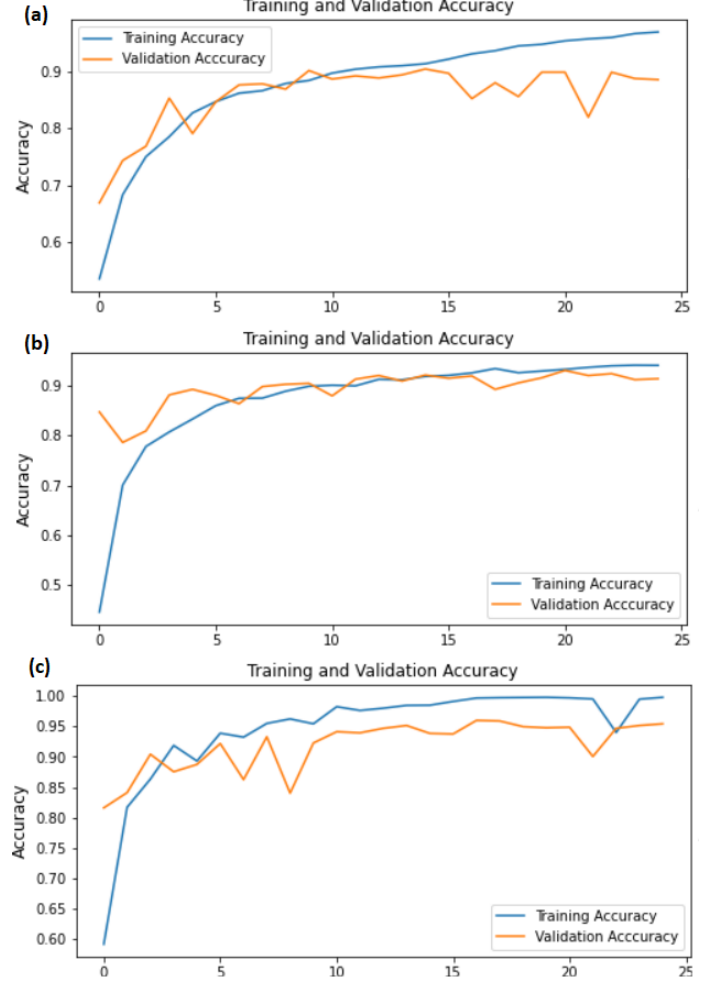 (a)
Training and Validation Accuracy
Training Accuracy
Validation Acccuracy
Accuracy
0.9
0.8
0.7
0.6
0 5 10 15 20 25
(b)
Training and Validation Accuracy
Accuracy
0.9
0.8
0.7
0.6
0.5
Training Accuracy
Validation Acccuracy
0 5 10 15 20 25
(c)
Training and Validation Accuracy
Accuracy
1.00
0.95
0.90
0.85
0.80
0.75
0.70
0.65
0.60
Training Accuracy
Validation Acccuracy
0 5 10 15 20 25